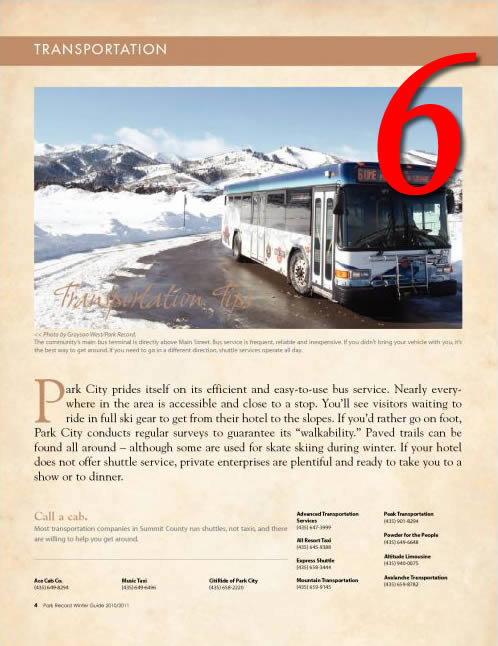 TRANSPORTATION
6
Transportation Tips
<< Photo by Grayson West/Park Record.
The community's main bus terminal is directly above Main Street. Bus service is frequent, reliable and inexpensive. If you didn't bring your vehicle with you, it's
the best way to get around. If you need to go in a different direction, shuttle services operate all day.
Park City prides itself on its efficient and easy-to-use bus service. Nearly every-
where in the area is accessible and close to a stop. You'll see visitors waiting to
ride in full ski gear to get from their hotel to the slopes. If you'd rather go on foot,
Park City conducts regular surveys to guarantee its "walkability." Paved trails can be
found all around – although some are used for skate skiing during winter. If your hotel
does not offer shuttle service, private enterprises are plentiful and ready to take you to a
show or to dinner.
Call a cab.
Most transportation companies in Summit County run shuttles, not taxis, and there
are willing to help you get around.
Ace Cab Co.
(435) 649-8294
Music Taxi
(435) 649-6496
CitiRide of Park City
(435) 658-2220
Advanced Transportation
Services
(435) 647-3999
All Resort Taxi
(435) 645-9388
Express Shuttle
(435) 658-3444
Mountain Transportation
(435) 659-9145
Peak Transportation
(435) 901-8294
Powder for the People
(435) 649-6648
Altitude Limousine
(435) 940-0075
Avalanche Transportation
(435) 659-8782
4 Park Record Winter Guide 2010/2011